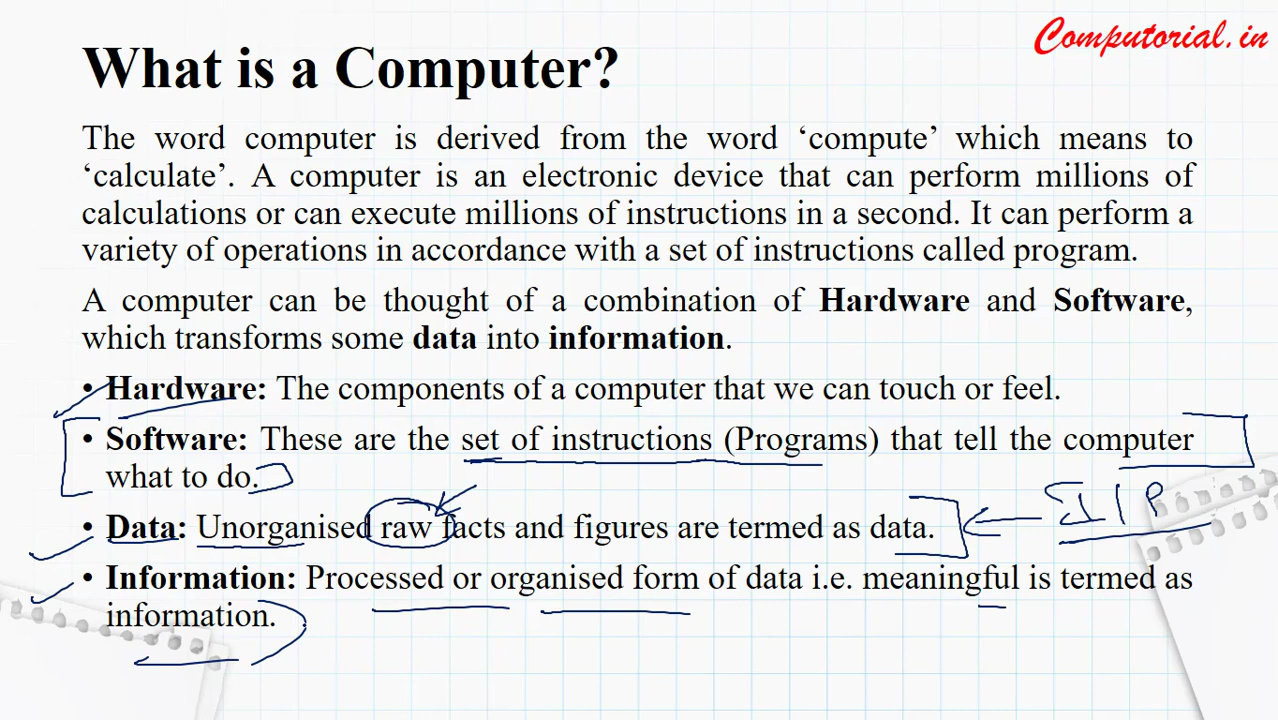 Computorial.in
What is a Computer?
The word computer is derived from the word ‘compute’ which means to
‘calculate’. A computer is an electronic device that can perform millions of
calculations or can execute millions of instructions in a second. It can perform a
variety of operations in accordance with a set of instructions called program.
A computer can be thought of a combination of Hardware and Software,
which transforms some data into information.
• Hardware: The components of a computer that we can touch or feel.
• Software: These are the set of instructions (Programs) that tell the computer
what to do.
• Data: Unorganised raw facts and figures are termed as data.
I/P
• Information: Processed or organised form of data i.e. meaningful is termed as
information.